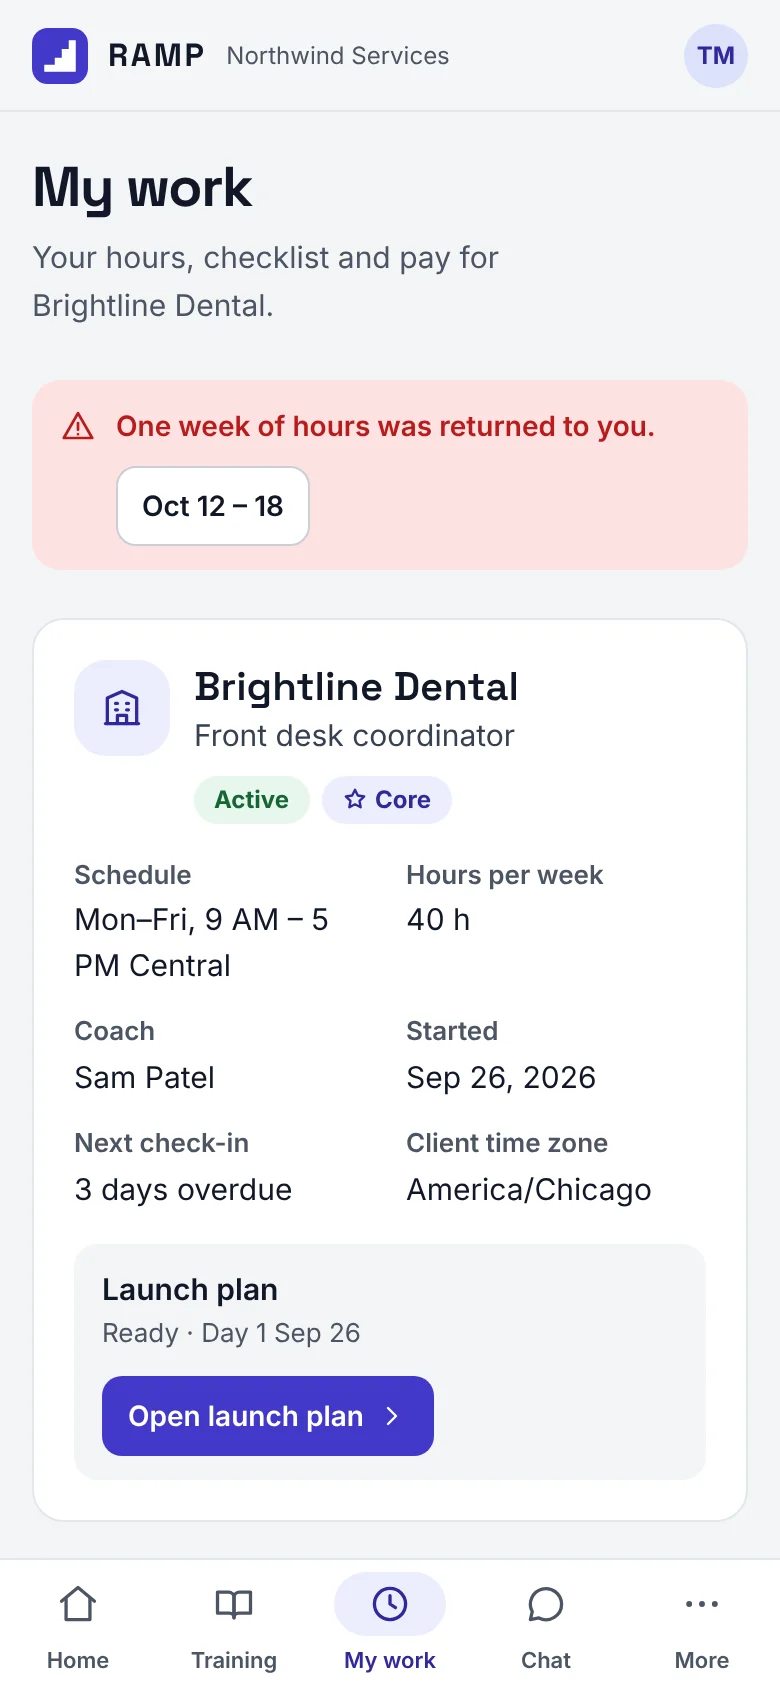 RAMP Northwind Services TM
My work
Your hours, checklist and pay for
Brightline Dental.
One week of hours was returned to you.
Oct 12 – 18
Brightline Dental
Front desk coordinator
Active
Core
Schedule
Mon–Fri, 9 AM – 5
PM Central
Hours per week
40 h
Coach
Sam Patel
Started
Sep 26, 2026
Next check-in
3 days overdue
Client time zone
America/Chicago
Launch plan
Ready · Day 1 Sep 26
Open launch plan
Home
Training
My work
Chat
More